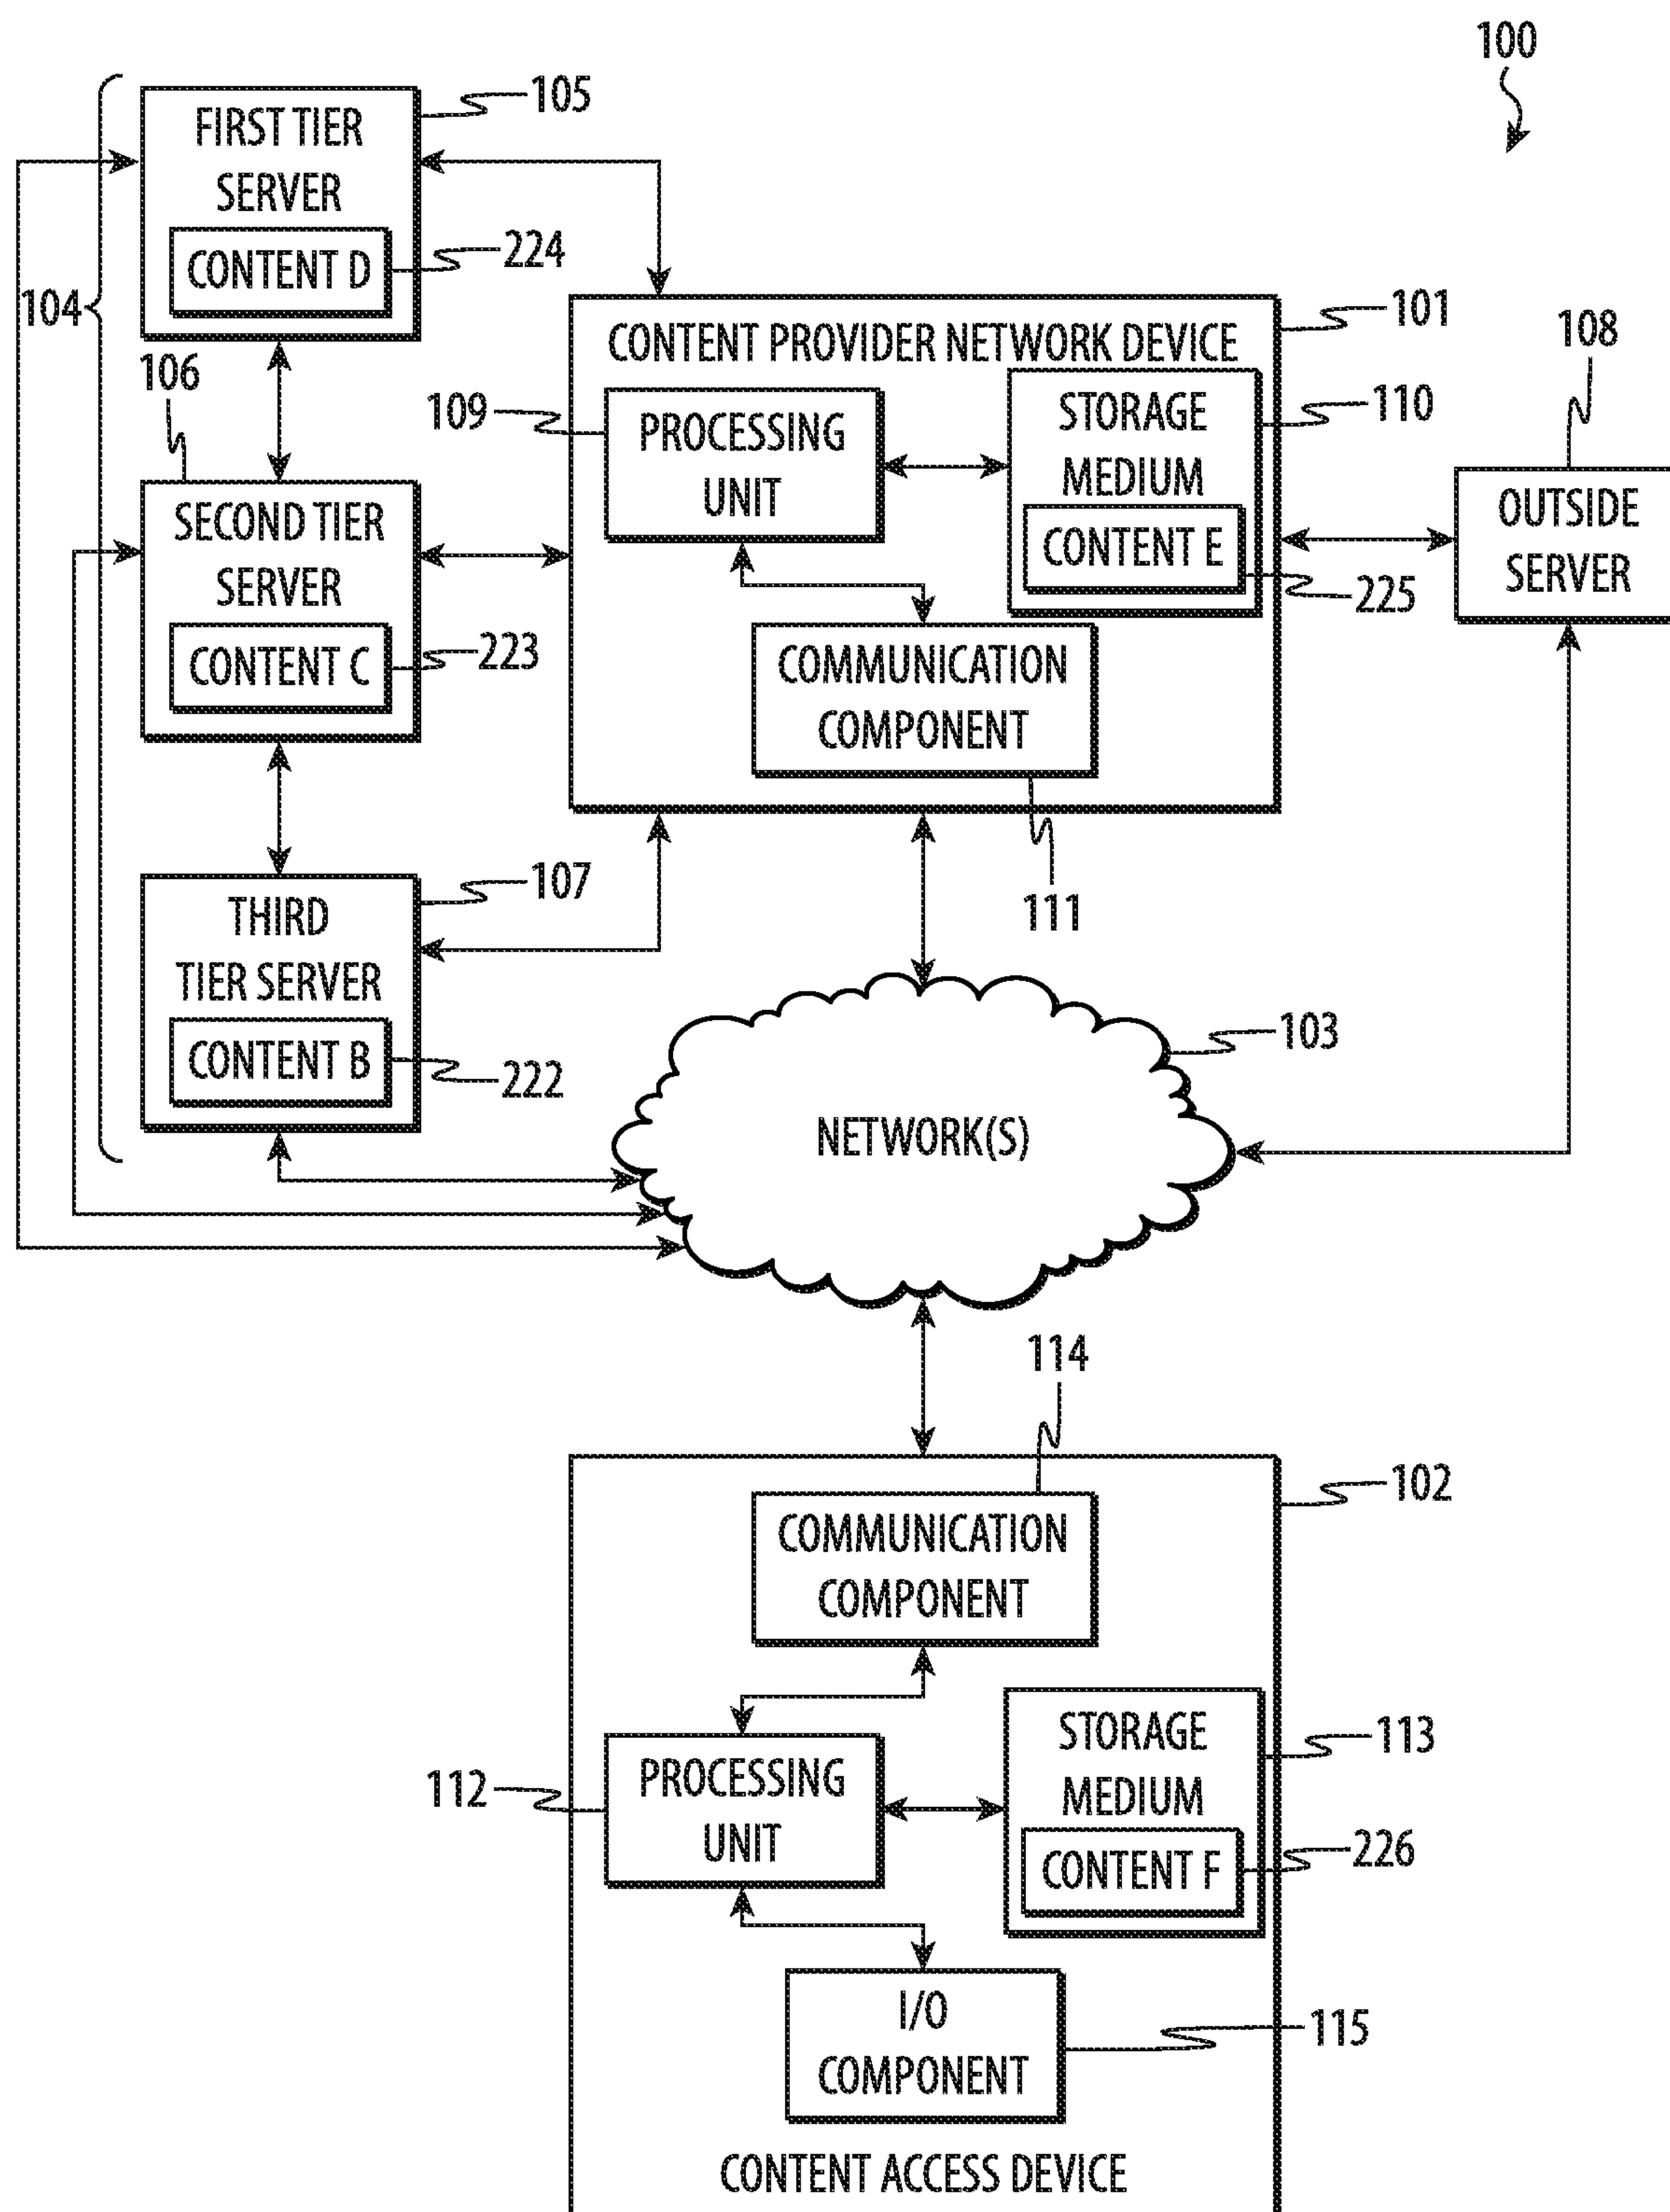 100
105
FIRST TIER
SERVER
CONTENT D
224
104
101
CONTENT PROVIDER NETWORK DEVICE
108
106
109
PROCESSING
UNIT
STORAGE
MEDIUM
110
CONTENT E
225
OUTSIDE
SERVER
SECOND TIER
SERVER
CONTENT C
223
COMMUNICATION
COMPONENT
111
107
THIRD
TIER SERVER
CONTENT B
222
103
NETWORK(S)
114
102
COMMUNICATION
COMPONENT
112
PROCESSING
UNIT
STORAGE
MEDIUM
113
CONTENT F
226
I/O
COMPONENT
115
CONTENT ACCESS DEVICE